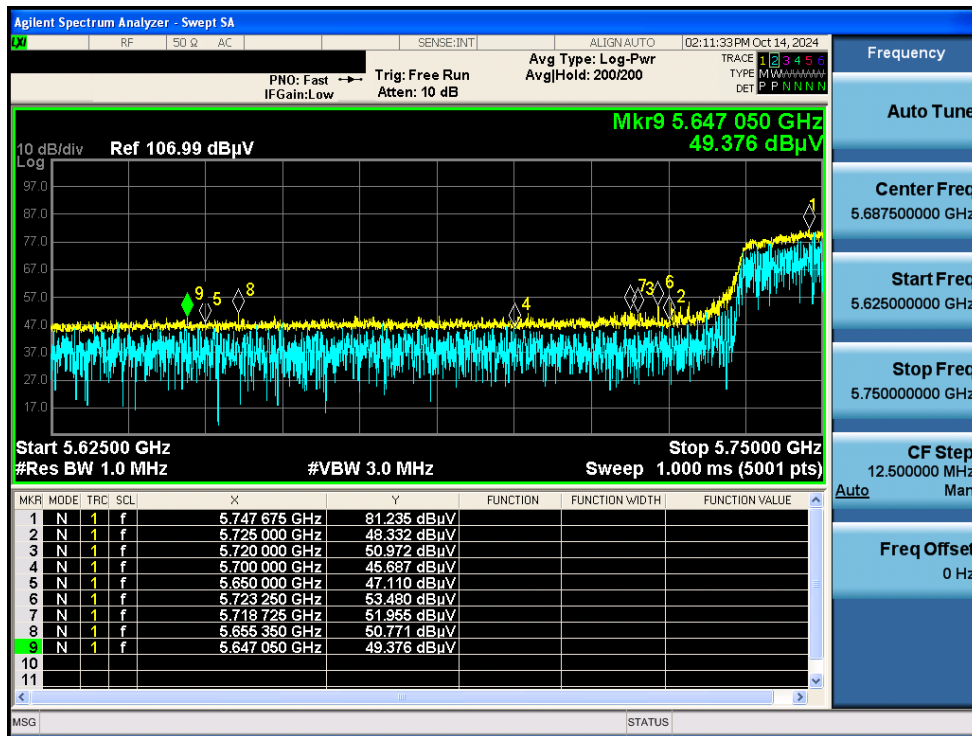 Agilent Spectrum Analyzer - Swept SA
LXI RF 50 Ω AC SENSE:INT ALIGN AUTO 02:11:33 PM Oct 14, 2024
PNO: Fast
IFGain:Low
Trig: Free Run
Atten: 10 dB
Avg Type: Log-Pwr
Avg|Hold: 200/200
TRACE 1 2 3 4 5 6
TYPE M W
DET P P N N N N
Mkr9 5.647 050 GHz
49.376 dBµV
10 dB/div Ref 106.99 dBµV
Log
97.0
87.0
77.0
67.0
57.0
47.0
37.0
27.0
17.0
9 5 8 4 7 3 6 2 1
Start 5.62500 GHz Stop 5.75000 GHz
#Res BW 1.0 MHz #VBW 3.0 MHz Sweep 1.000 ms (5001 pts)
MKR MODE TRC SCL X Y FUNCTION FUNCTION WIDTH FUNCTION VALUE
1 N 1 f 5.747 675 GHz 81.235 dBµV
2 N 1 f 5.725 000 GHz 48.332 dBµV
3 N 1 f 5.720 000 GHz 50.972 dBµV
4 N 1 f 5.700 000 GHz 45.687 dBµV
5 N 1 f 5.650 000 GHz 47.110 dBµV
6 N 1 f 5.723 250 GHz 53.480 dBµV
7 N 1 f 5.718 725 GHz 51.955 dBµV
8 N 1 f 5.655 350 GHz 50.771 dBµV
9 N 1 f 5.647 050 GHz 49.376 dBµV
10
11
MSG STATUS
Frequency
Auto Tune
Center Freq
5.687500000 GHz
Start Freq
5.625000000 GHz
Stop Freq
5.750000000 GHz
CF Step
12.500000 MHz
Auto Man
Freq Offset
0 Hz